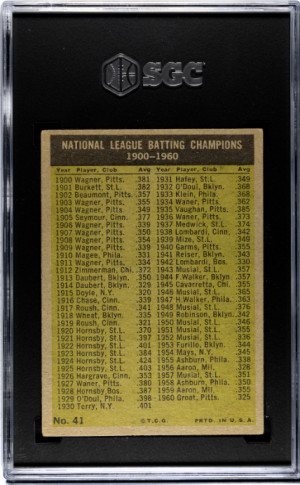 SGC
NATIONAL LEAGUE BATTING CHAMPIONS
1900-1960
Year Player, Club Avg.
1900 Wagner, Pitts. .381
1901 Burkett, St.L. .382
1902 Beaumont, Pitts. .357
1903 Wagner, Pitts. .355
1904 Wagner, Pitts. .349
1905 Seymour, Cinn. .377
1906 Wagner, Pitts. .339
1907 Wagner, Pitts. .350
1908 Wagner, Pitts. .354
1909 Wagner, Pitts. .339
1910 Magee, Phila. .331
1911 Wagner, Pitts. .334
1912 Zimmerman, Chi. .372
1913 Daubert, Bklyn. .350
1914 Daubert, Bklyn. .329
1915 Doyle, N.Y. .320
1916 Chase, Cinn. .339
1917 Roush, Cinn. .341
1918 Wheat, Bklyn. .335
1919 Roush, Cinn. .321
1920 Hornsby, St.L. .370
1921 Hornsby, St.L. .397
1922 Hornsby, St.L. .401
1923 Hornsby, St.L. .384
1924 Hornsby, St.L. .424
1925 Hornsby, St.L. .403
1926 Hargrave, Cinn. .353
1927 Waner, Pitts. .380
1928 Hornsby, Bos. .387
1929 O'Doul, Phila. .398
1930 Terry, N.Y. .401
Year Player, Club Avg.
1931 Hafey, St.L. .349
1932 O'Doul, Bklyn. .368
1933 Klein, Phila. .368
1934 Waner, Pitts. .362
1935 Vaughan, Pitts. .385
1936 Waner, Pitts. .373
1937 Medwick, St.L. .374
1938 Lombardi, Cinn. .342
1939 Mize, St.L. .349
1940 Garms, Pitts. .355
1941 Reiser, Bklyn. .343
1942 Lombardi, Bos. .330
1943 Musial, St.L. .357
1944 F.Walker, Bklyn. .357
1945 Cavarretta, Chi. .355
1946 Musial, St.L. .365
1947 H.Walker, Phila. .363
1948 Musial, St.L. .376
1949 Robinson, Bklyn. .342
1950 Musial, St.L. .346
1951 Musial, St.L. .355
1952 Musial, St.L. .336
1953 Furillo, Bklyn. .344
1954 Mays, N.Y. .345
1955 Ashburn, Phila. .338
1956 Aaron, Mil. .328
1957 Musial, St.L. .351
1958 Ashburn, Phila. .350
1959 Aaron, Mil. .355
1960 Groat, Pitts. .325
No. 41
©T.C.G. PRTD. IN U.S.A.